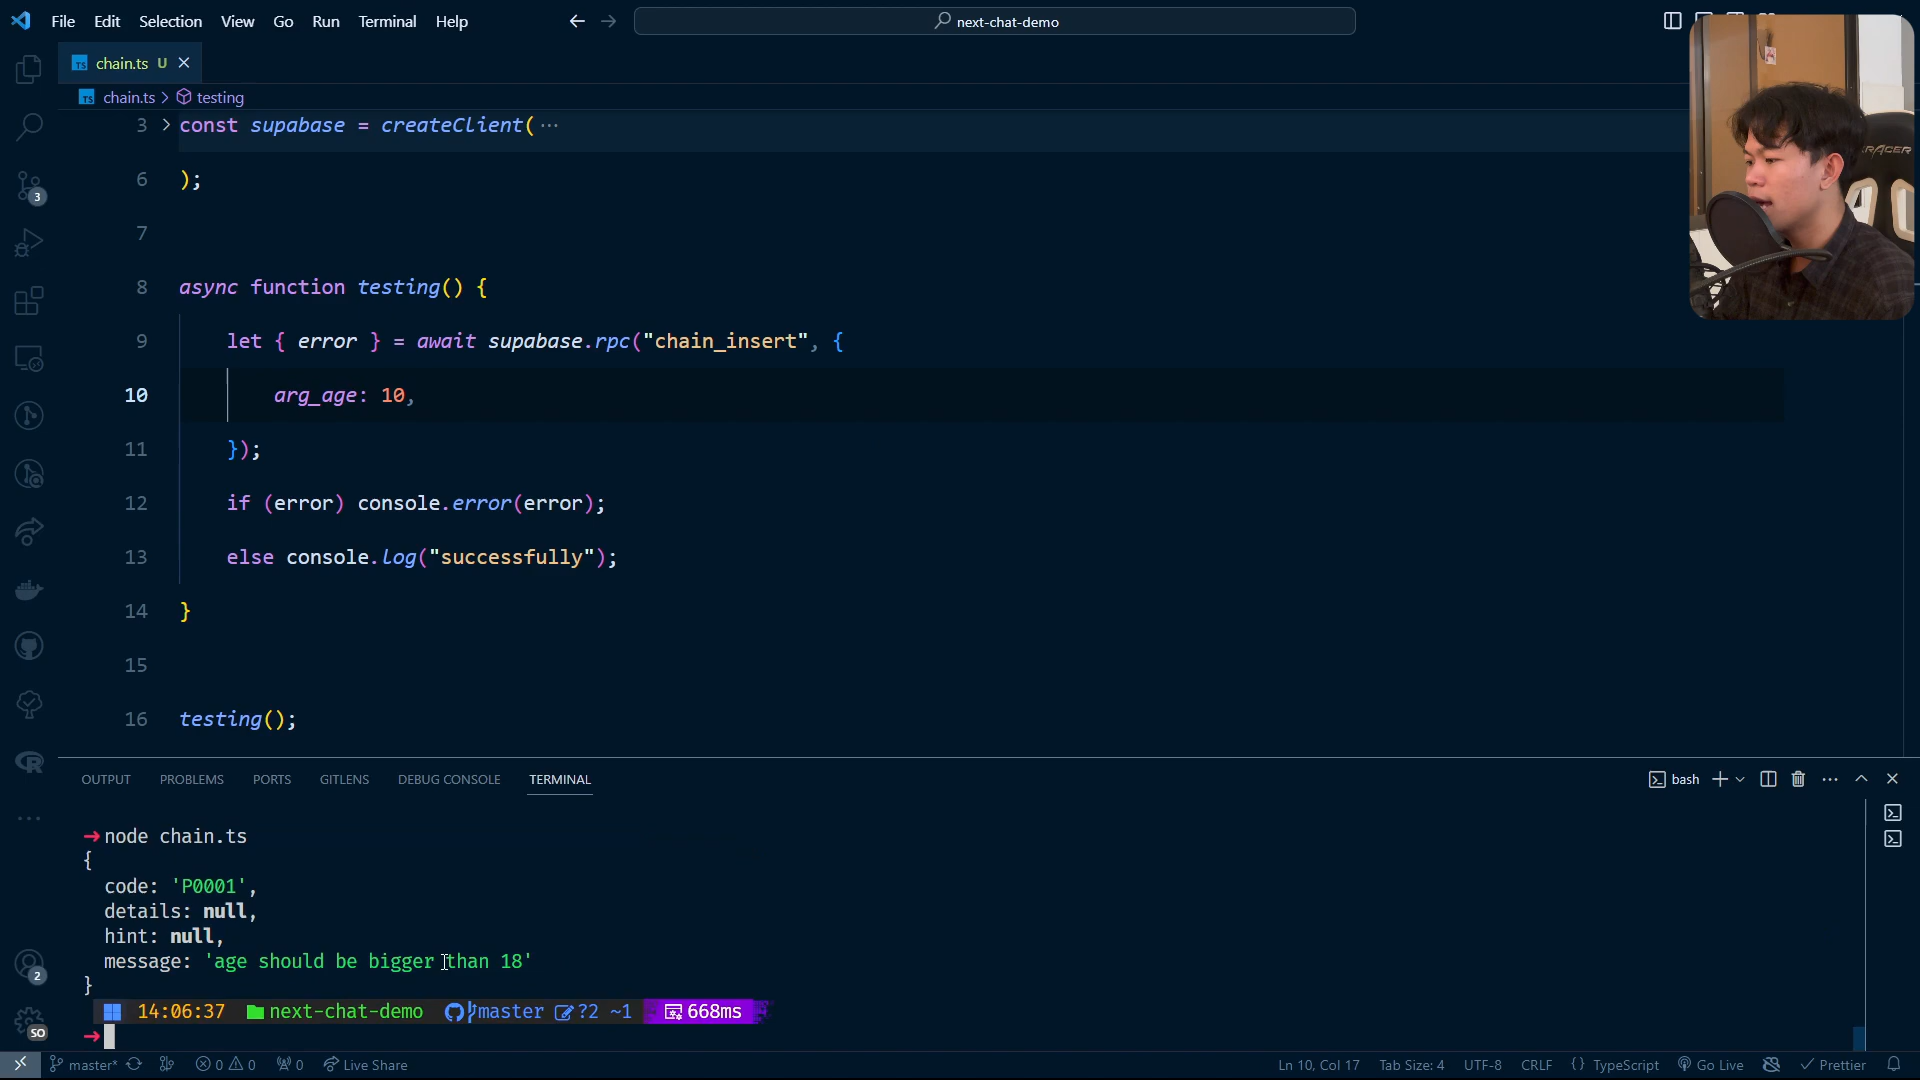 File Edit Selection View Go Run Terminal Help
next-chat-demo
TS chain.ts U
TS chain.ts > testing
3 > const supabase = createClient( ···
6 );
7
8 async function testing() {
9 let { error } = await supabase.rpc("chain_insert", {
10 arg_age: 10,
11 });
12 if (error) console.error(error);
13 else console.log("successfully");
14 }
15
16 testing();
3
2
SO
OUTPUT PROBLEMS PORTS GITLENS DEBUG CONSOLE TERMINAL
bash
➜ node chain.ts
{
code: 'P0001',
details: null,
hint: null,
message: 'age should be bigger than 18'
}
14:06:37 next-chat-demo master ?2 ~1 668ms
➜
master* 0 0 0 Live Share
Ln 10, Col 17 Tab Size: 4 UTF-8 CRLF {} TypeScript Go Live Prettier